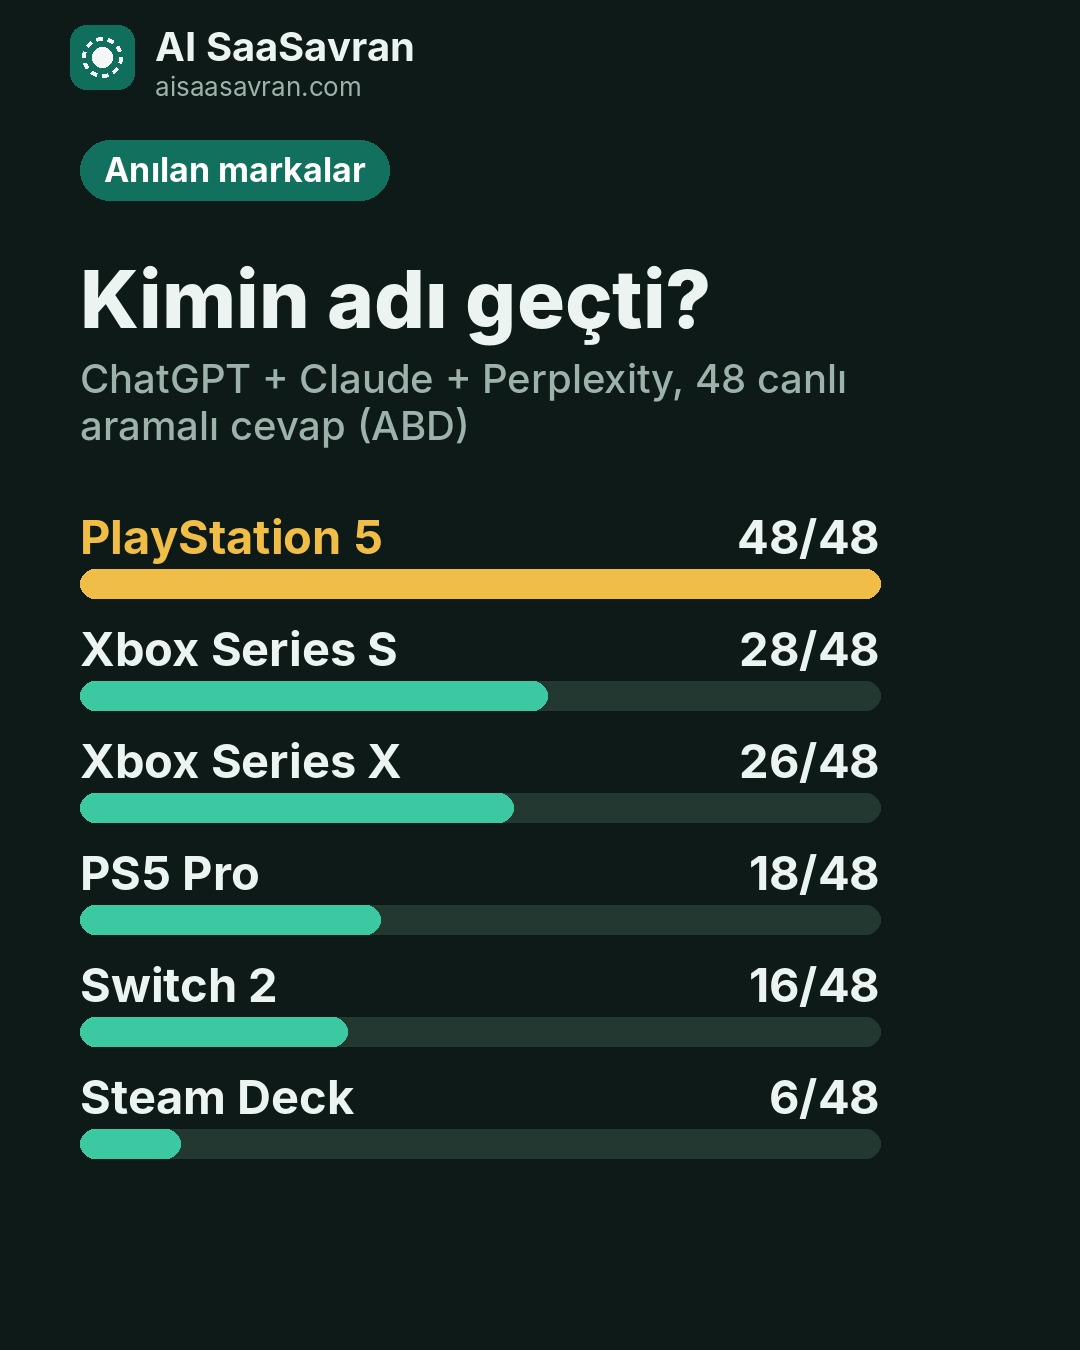 AI SaaSavran
aisaasavran.com
Anılan markalar
Kimin adı geçti?
ChatGPT + Claude + Perplexity, 48 canlı
aramalı cevap (ABD)
PlayStation 5 48/48
Xbox Series S 28/48
Xbox Series X 26/48
PS5 Pro 18/48
Switch 2 16/48
Steam Deck 6/48